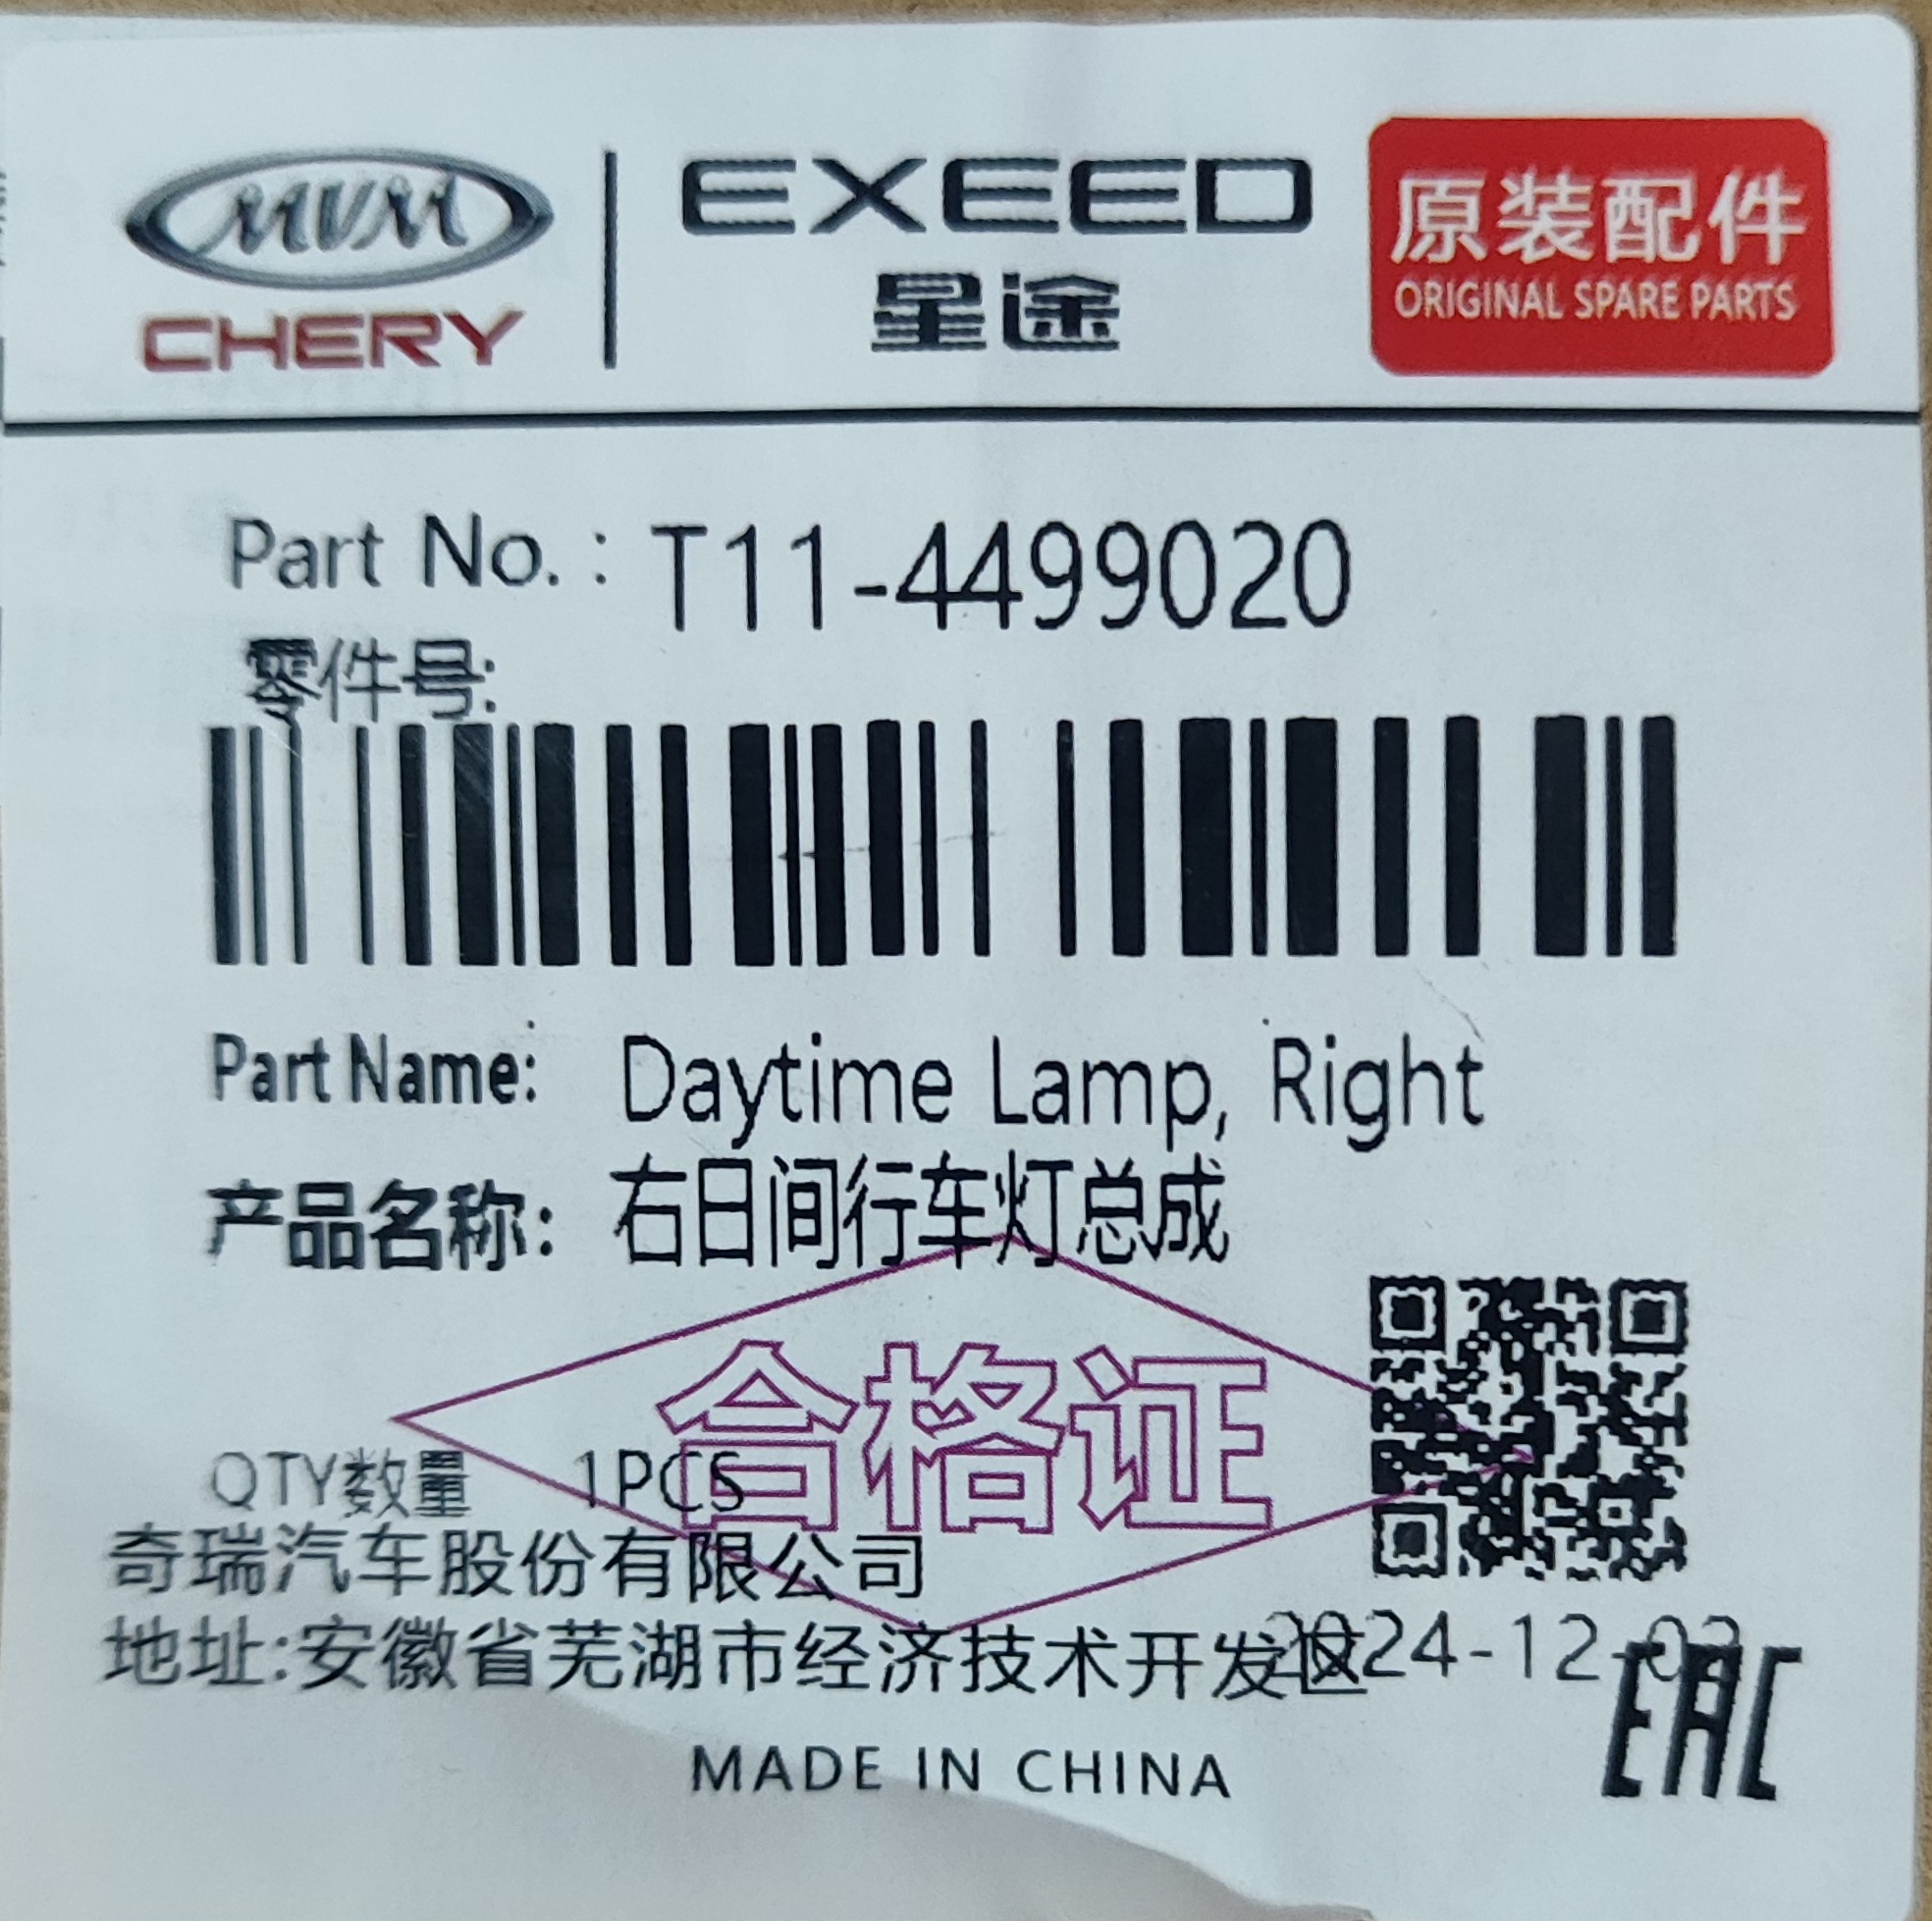 MVM
CHERY
EXEED
星途
原装配件
ORIGINAL SPARE PARTS
Part No. : T11-4499020
零件号:
Part Name: Daytime Lamp, Right
产品名称: 右日间行车灯总成
合格证
QTY数量 1PCS
奇瑞汽车股份有限公司
地址:安徽省芜湖市经济技术开发区
2024-12-02
EAC
MADE IN CHINA